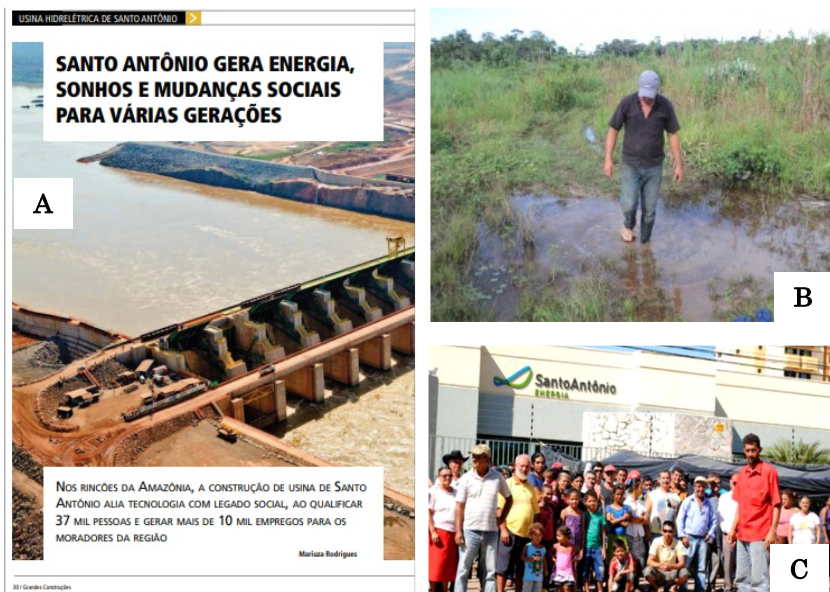 USINA HIDRELÉTRICA DE SANTO ANTÔNIO
SANTO ANTÔNIO GERA ENERGIA,
SONHOS E MUDANÇAS SOCIAIS
PARA VÁRIAS GERAÇÕES
A
NOS RINCÕES DA AMAZÔNIA, A CONSTRUÇÃO DE USINA DE SANTO
ANTÔNIO ALIA TECNOLOGIA COM LEGADO SOCIAL, AO QUALIFICAR
37 MIL PESSOAS E GERAR MAIS DE 10 MIL EMPREGOS PARA OS
MORADORES DA REGIÃO
Mariuza Rodrigues
20 / Grandes Construções
B
SantoAntônio
ENERGIA
C